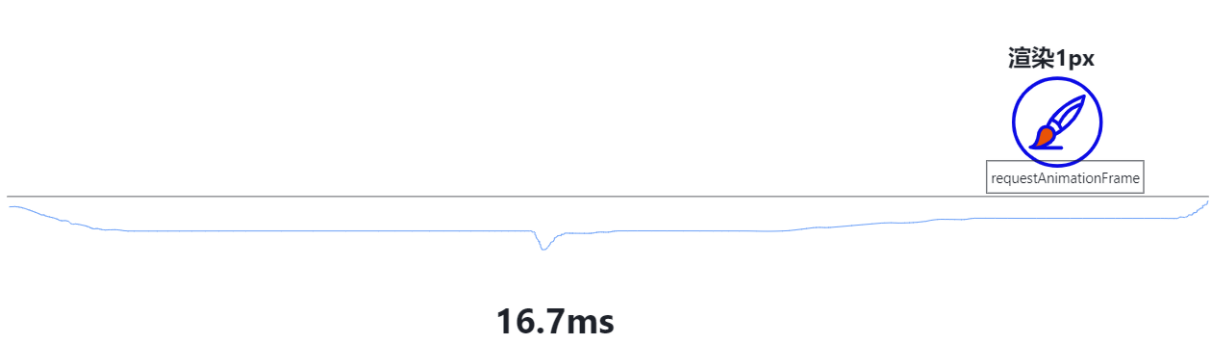 渲染1px
requestAnimationFrame
16.7ms